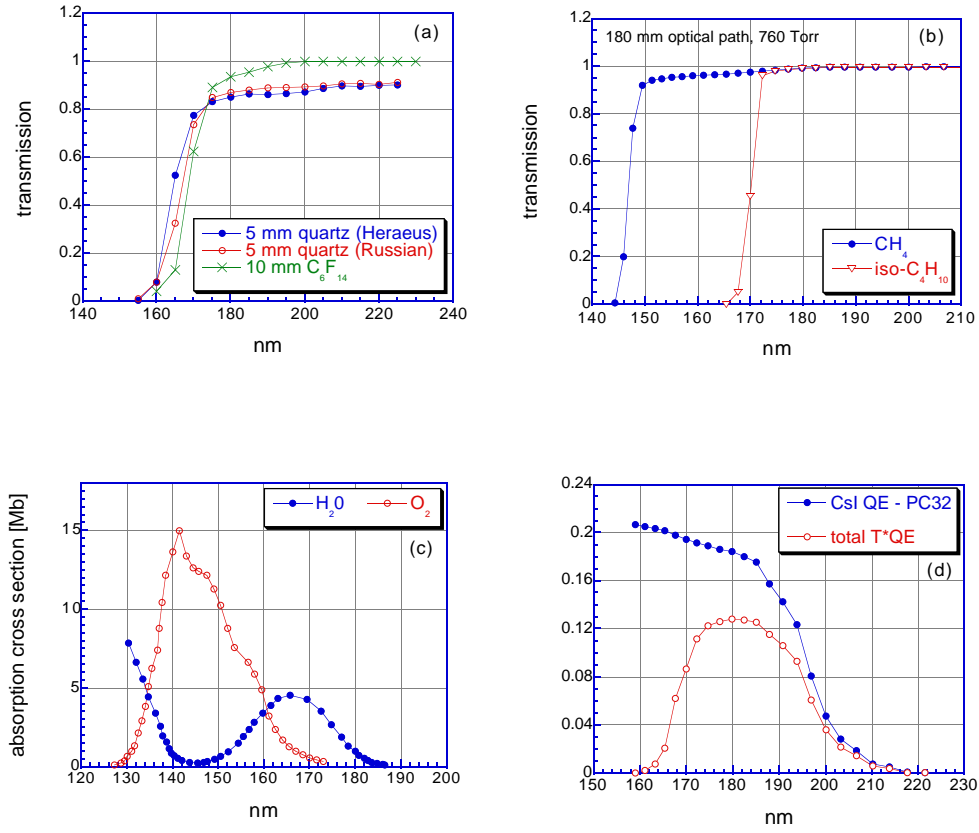 (a)
transmission
1.2
1
0.8
0.6
0.4
0.2
0
5 mm quartz (Heraeus)
5 mm quartz (Russian)
10 mm C6F14
140 160 180 200 220 240
nm
(b)
180 mm optical path, 760 Torr
transmission
1.2
1
0.8
0.6
0.4
0.2
0
CH4
iso-C4H10
140 150 160 170 180 190 200 210
nm
(c)
absorption cross section [Mb]
H20 O2
15
10
5
0
120 130 140 150 160 170 180 190 200
nm
(d)
0.24
0.2
0.16
0.12
0.08
0.04
0
CsI QE - PC32
total T*QE
150 160 170 180 190 200 210 220 230
nm